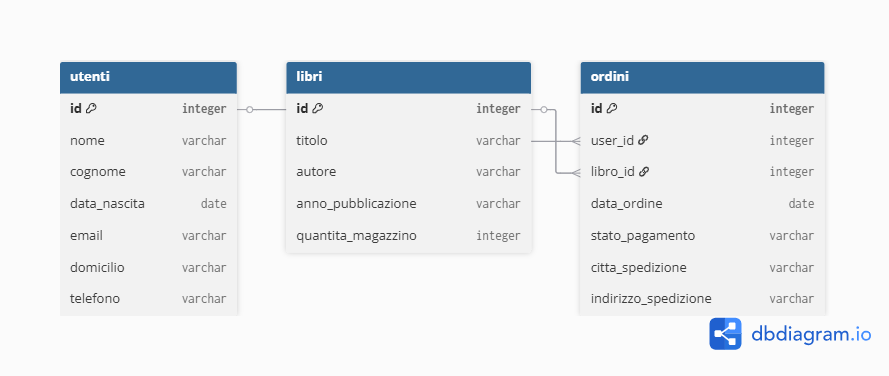 utenti
id integer
nome varchar
cognome varchar
data_nascita date
email varchar
domicilio varchar
telefono varchar
libri
id integer
titolo varchar
autore varchar
anno_pubblicazione varchar
quantita_magazzino integer
ordini
id integer
user_id integer
libro_id integer
data_ordine date
stato_pagamento varchar
citta_spedizione varchar
indirizzo_spedizione varchar
dbdiagram.io